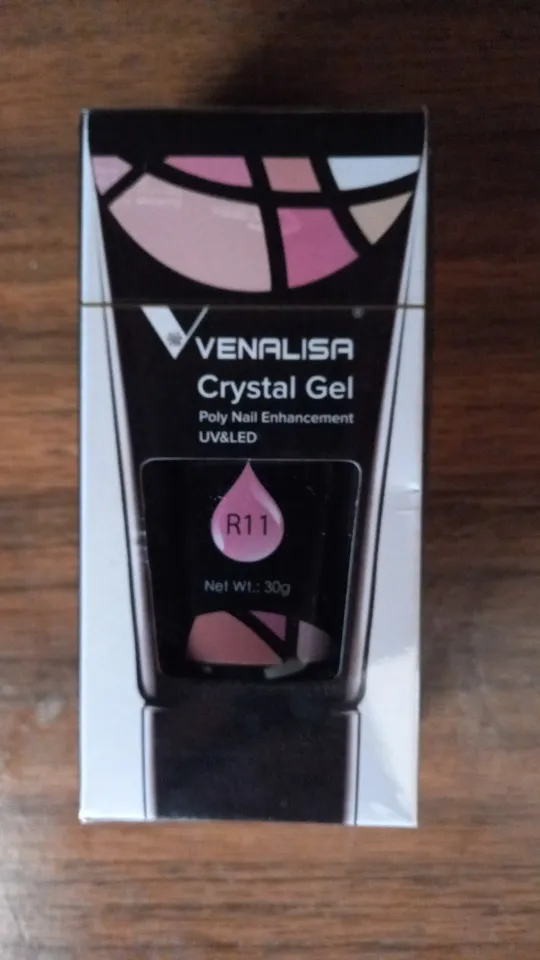 ®
VENALISA
Crystal Gel
Poly Nail Enhancement
UV&LED
R11
Net Wt.: 30g